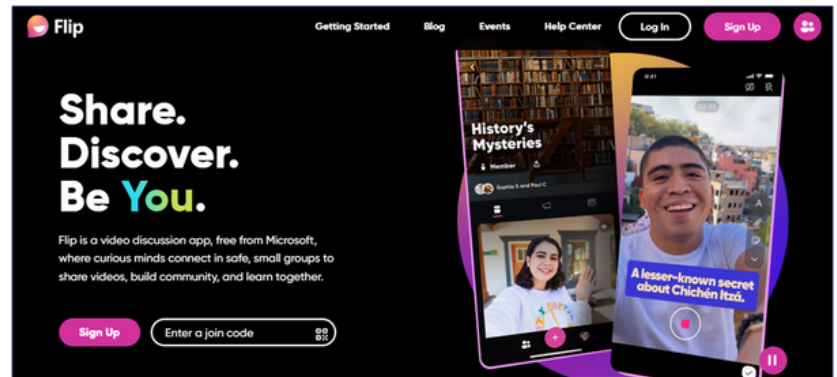 Flip
Getting Started
Blog
Events
Help Center
Log In
Sign Up
Share.
Discover.
Be You.
Flip is a video discussion app, free from Microsoft,
where curious minds connect in safe, small groups to
share videos, build community, and learn together.
Sign Up
Enter a join code
History's
Mysteries
Member
Sophia S and Paul C
9:41
00:30
A
A lesser-known secret
about Chichén Itzá.